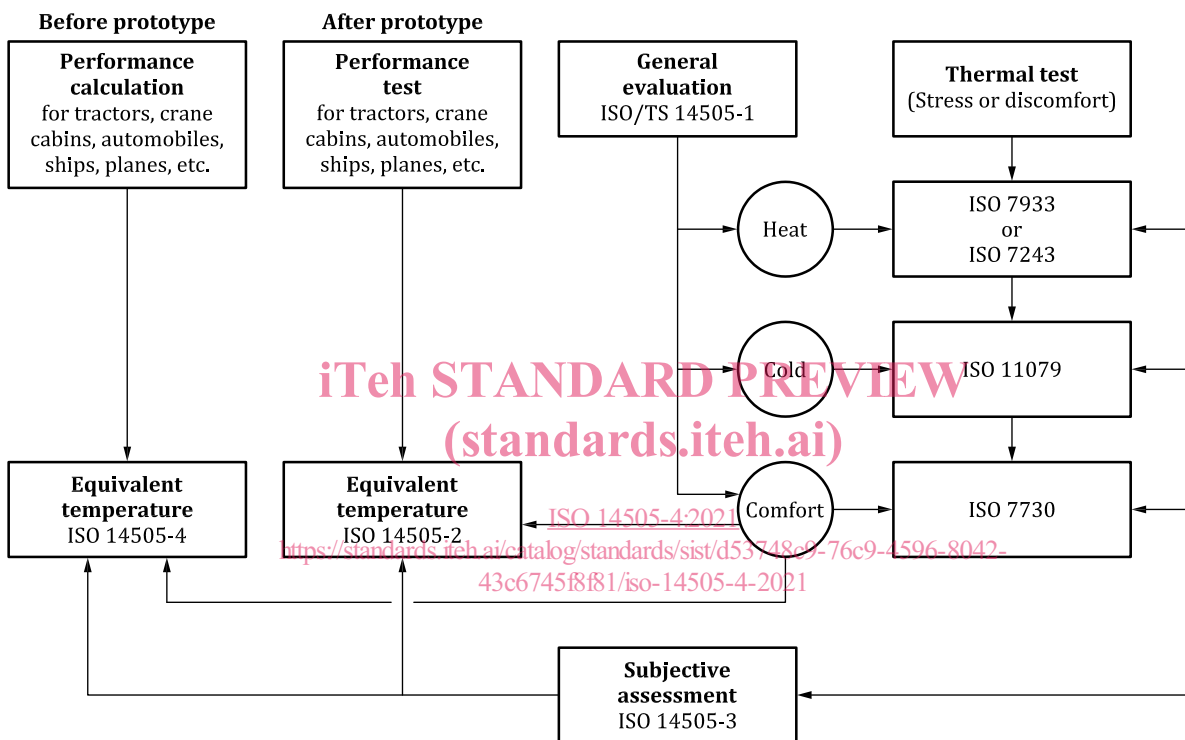 Before prototype
After prototype
Performance
calculation
for tractors, crane
cabins, automobiles,
ships, planes, etc.
Performance
test
for tractors, crane
cabins, automobiles,
ships, planes, etc.
General
evaluation
ISO/TS 14505-1
Thermal test
(Stress or discomfort)
Heat
ISO 7933
or
ISO 7243
Cold
ISO 11079
iTeh STANDARD PREVIEW
(standards.iteh.ai)
Equivalent
temperature
ISO 14505-4
Equivalent
temperature
ISO 14505-2
Comfort
ISO 7730
ISO 14505-4:2021
https://standards.iteh.ai/catalog/standards/sist/d53748e9-76c9-4596-8042-
43c6745f8f81/iso-14505-4-2021
Subjective
assessment
ISO 14505-3